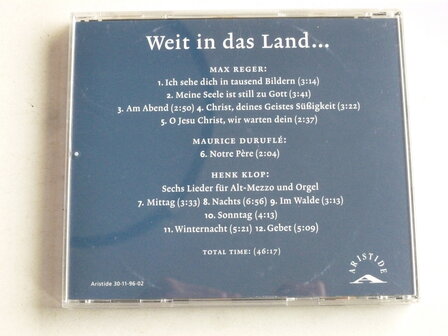 Weit in das Land...
MAX REGER:
1. Ich sehe dich in tausend Bildern (3:14)
2. Meine Seele ist still zu Gott (3:41)
3. Am Abend (2:50) 4. Christ, deines Geistes Süßigkeit (3:22)
5. O Jesu Christ, wir warten dein (2:37)
MAURICE DURUFLÉ:
6. Notre Père (2:04)
HENK KLOP:
Sechs Lieder für Alt-Mezzo und Orgel
7. Mittag (3:33) 8. Nachts (6:56) 9. Im Walde (3:13)
10. Sonntag (4:13)
11. Winternacht (5:21) 12. Gebet (5:09)
TOTAL TIME: (46:17)
Aristide 30-11-96-02
ARISTIDE